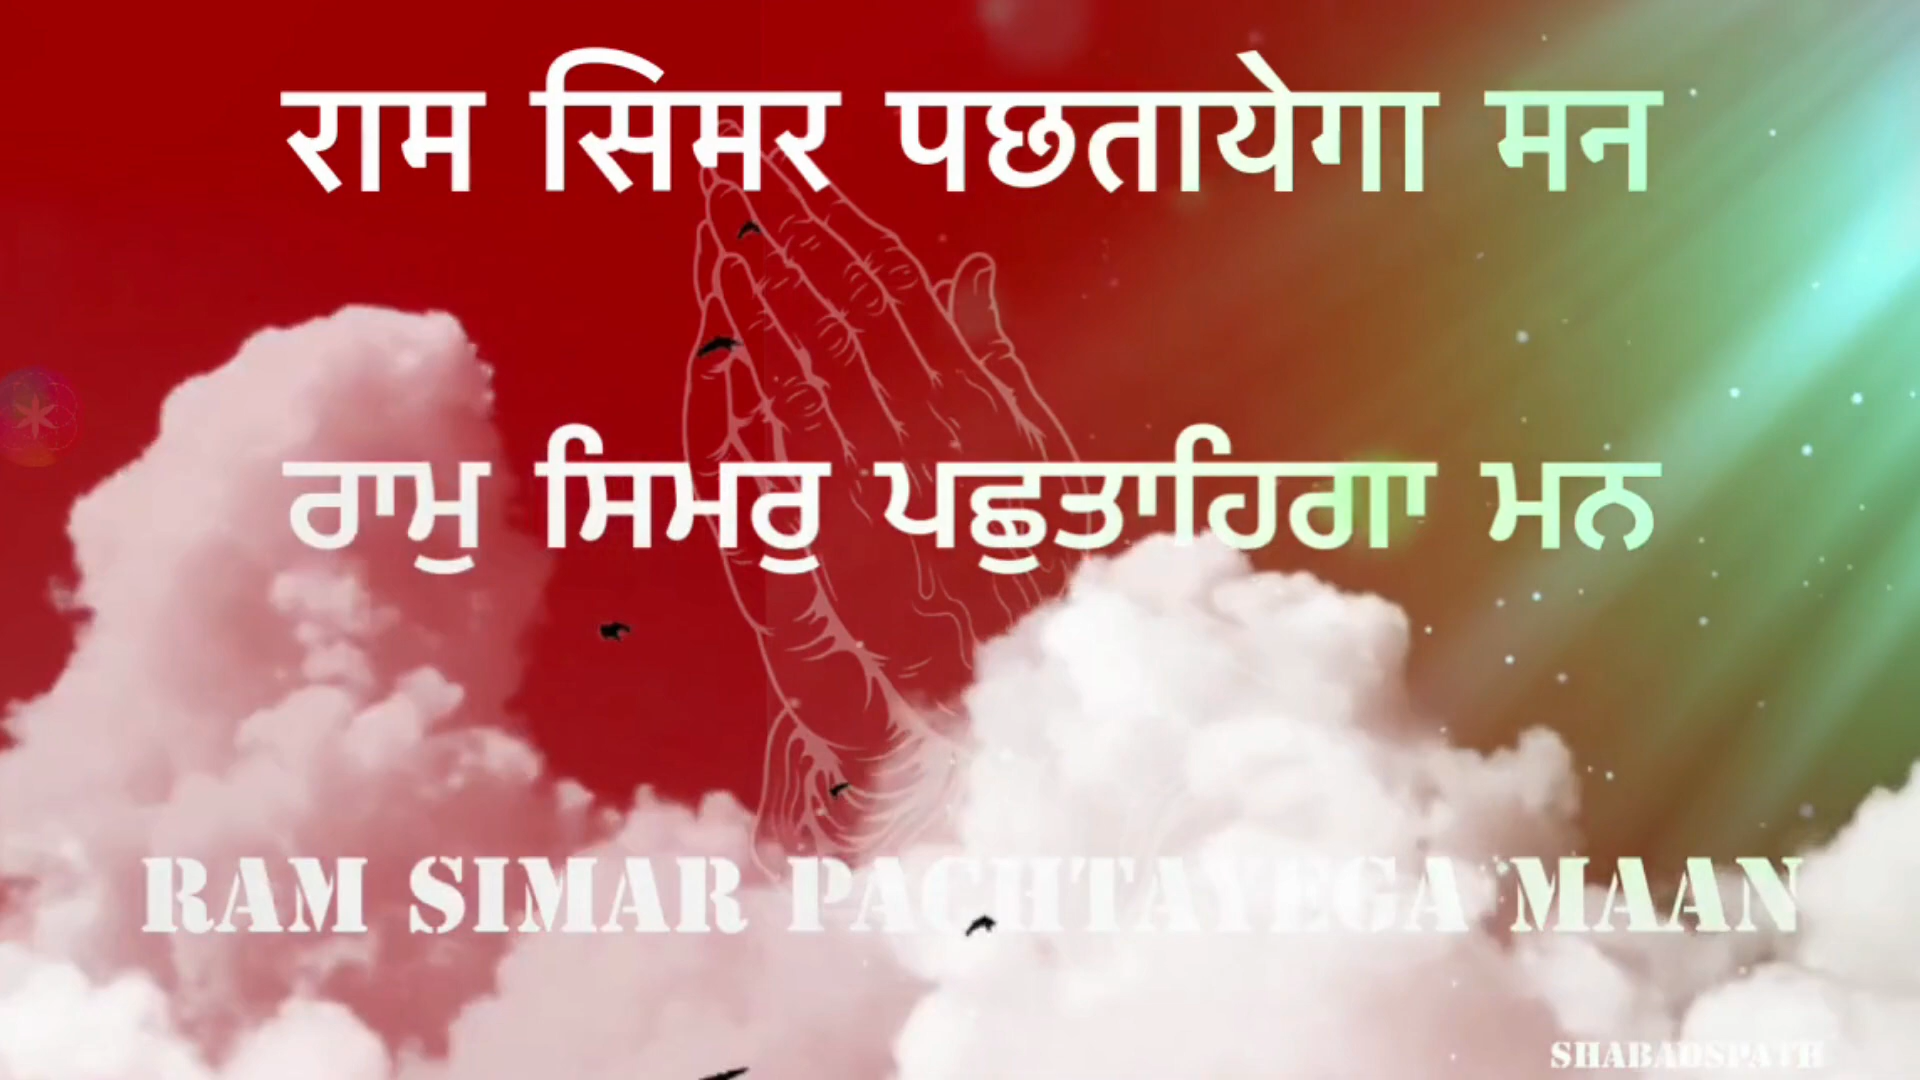 राम सिमर पछतायेगा मन
ਰਾਮੁ ਸਿਮਰੁ ਪਛੁਤਾਹਿਗਾ ਮਨ
RAM SIMAR PACHTAYEGA MAAN
SHABADSPATH